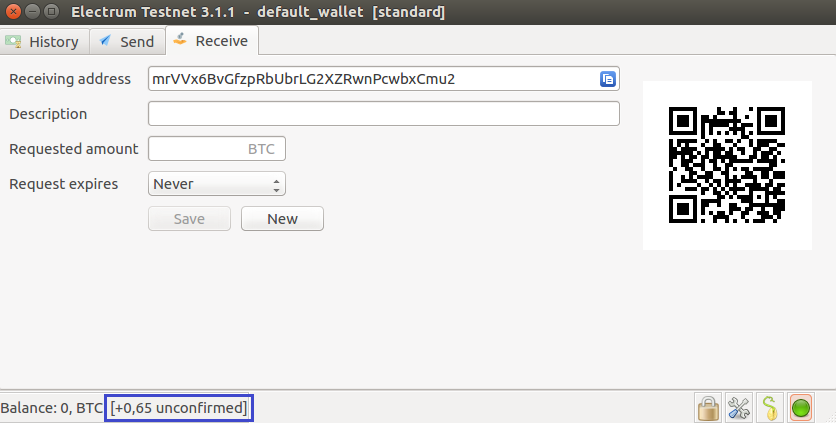 Electrum Testnet 3.1.1 - default_wallet [standard]
History Send Receive
Receiving address mrVVx6BvGfzpRbUbrLG2XZRwnPcwbxCmu2
Description
Requested amount BTC
Request expires Never
Save New
Balance: 0, BTC [+0,65 unconfirmed]